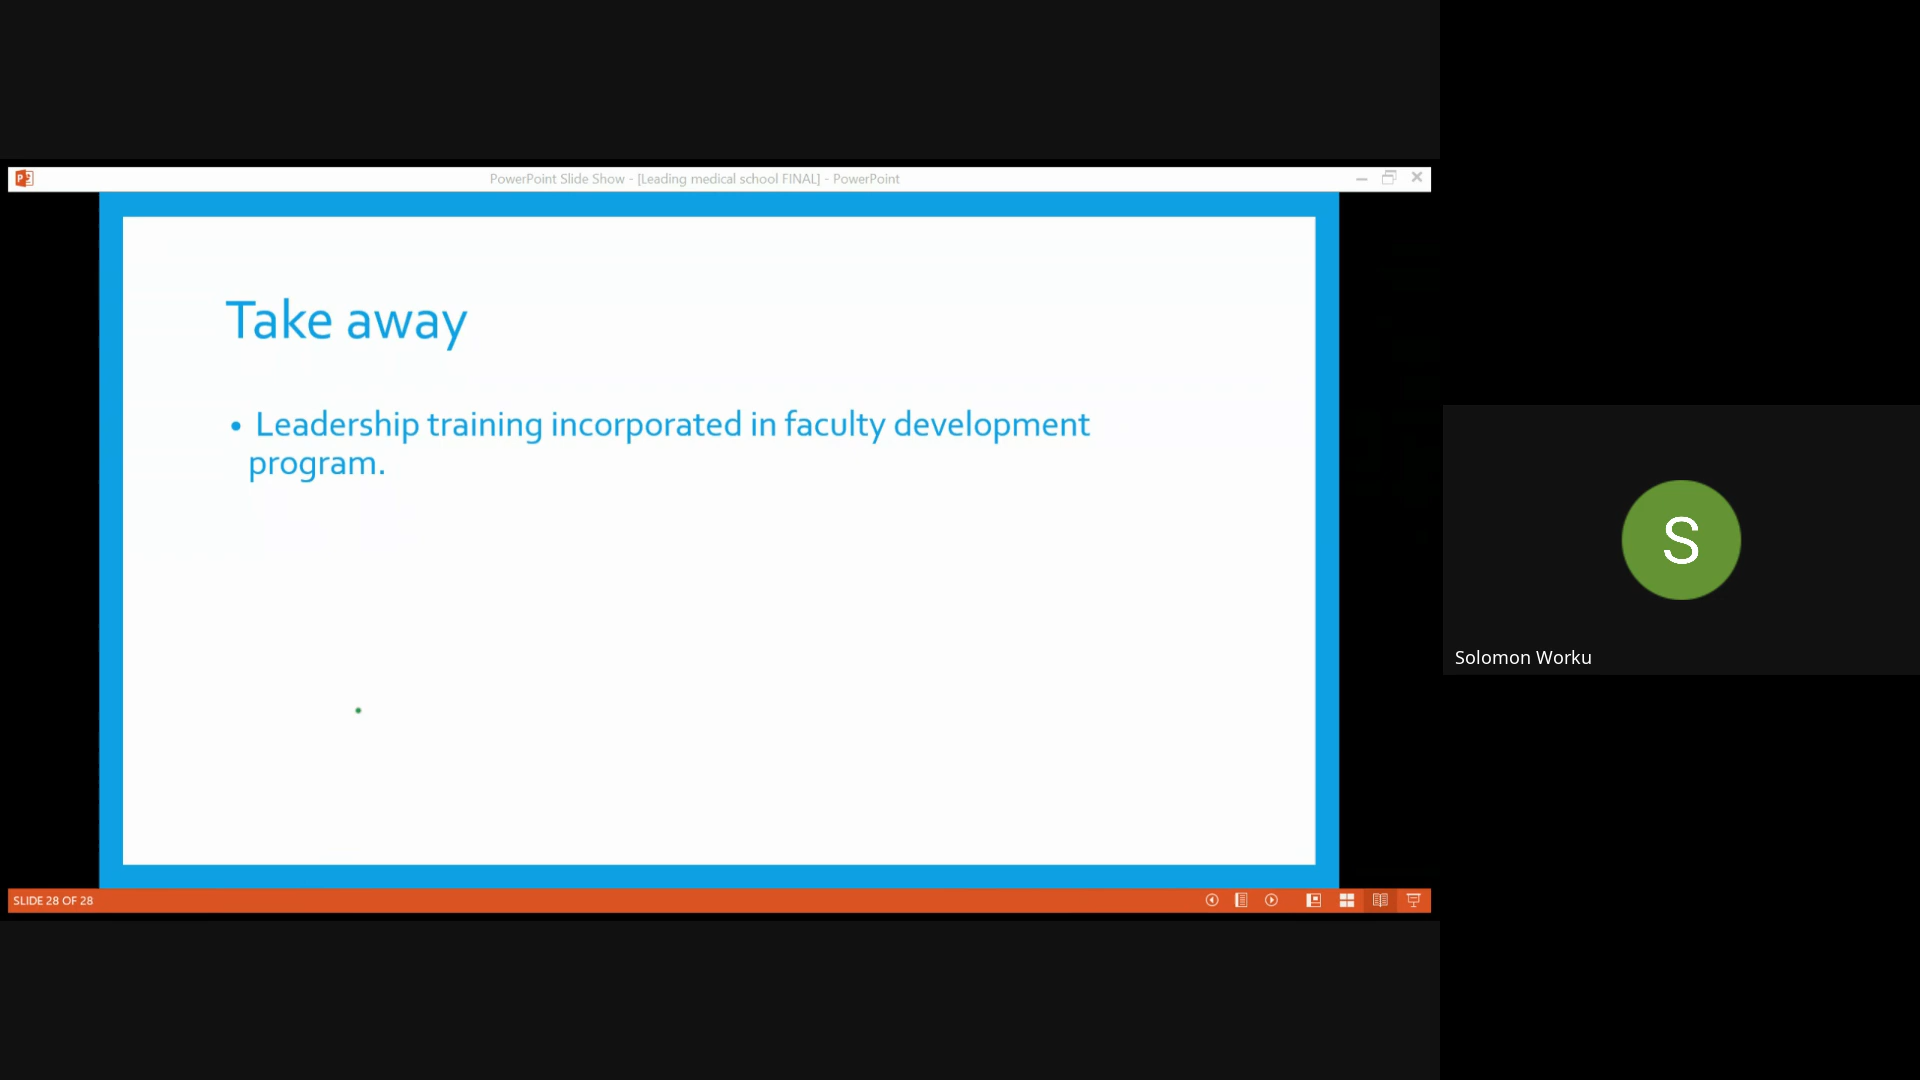 PowerPoint Slide Show - [Leading medical school FINAL] - PowerPoint
Take away
• Leadership training incorporated in faculty development
program.
S
Solomon Worku
SLIDE 28 OF 28